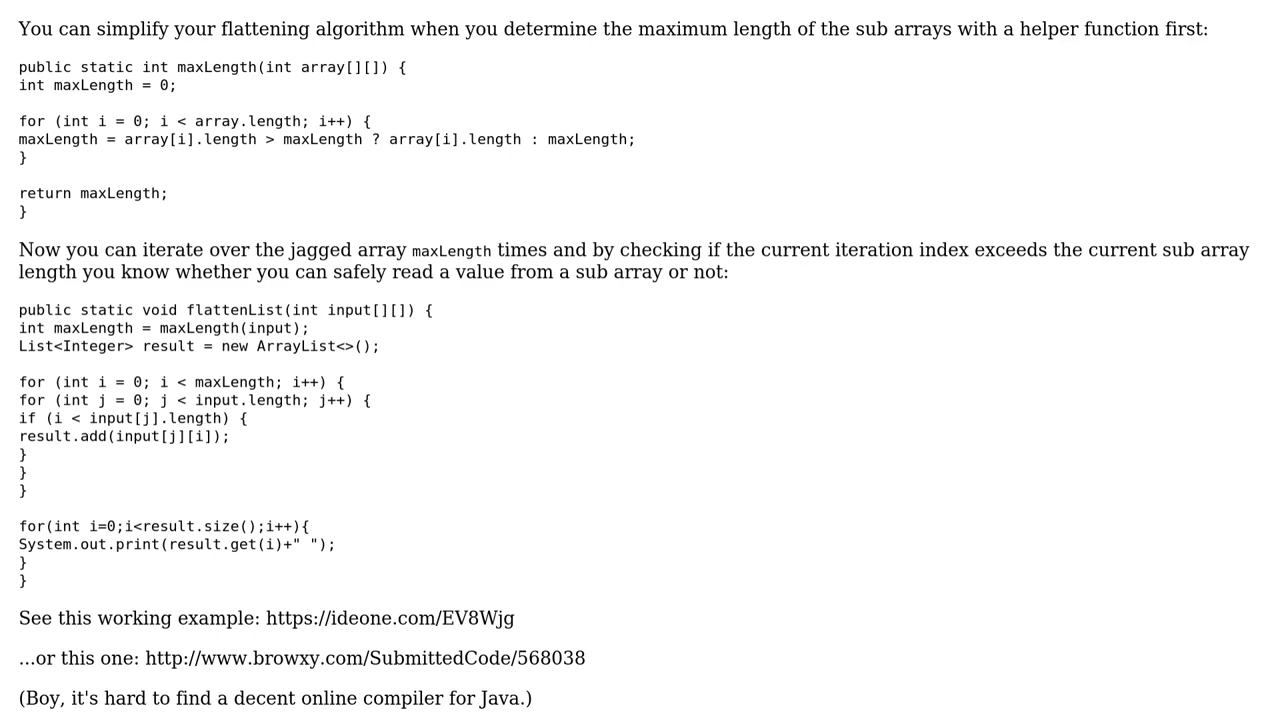 You can simplify your flattening algorithm when you determine the maximum length of the sub arrays with a helper function first:
public static int maxLength(int array[][]) {
int maxLength = 0;
for (int i = 0; i < array.length; i++) {
maxLength = array[i].length > maxLength ? array[i].length : maxLength;
}
return maxLength;
}
Now you can iterate over the jagged array maxLength times and by checking if the current iteration index exceeds the current sub array
length you know whether you can safely read a value from a sub array or not:
public static void flattenList(int input[][]) {
int maxLength = maxLength(input);
List<Integer> result = new ArrayList<>();
for (int i = 0; i < maxLength; i++) {
for (int j = 0; j < input.length; j++) {
if (i < input[j].length) {
result.add(input[j][i]);
}
}
}
for(int i=0;i<result.size();i++){
System.out.print(result.get(i)+" ");
}
}
See this working example: https://ideone.com/EV8Wjg
...or this one: http://www.browxy.com/SubmittedCode/568038
(Boy, it's hard to find a decent online compiler for Java.)